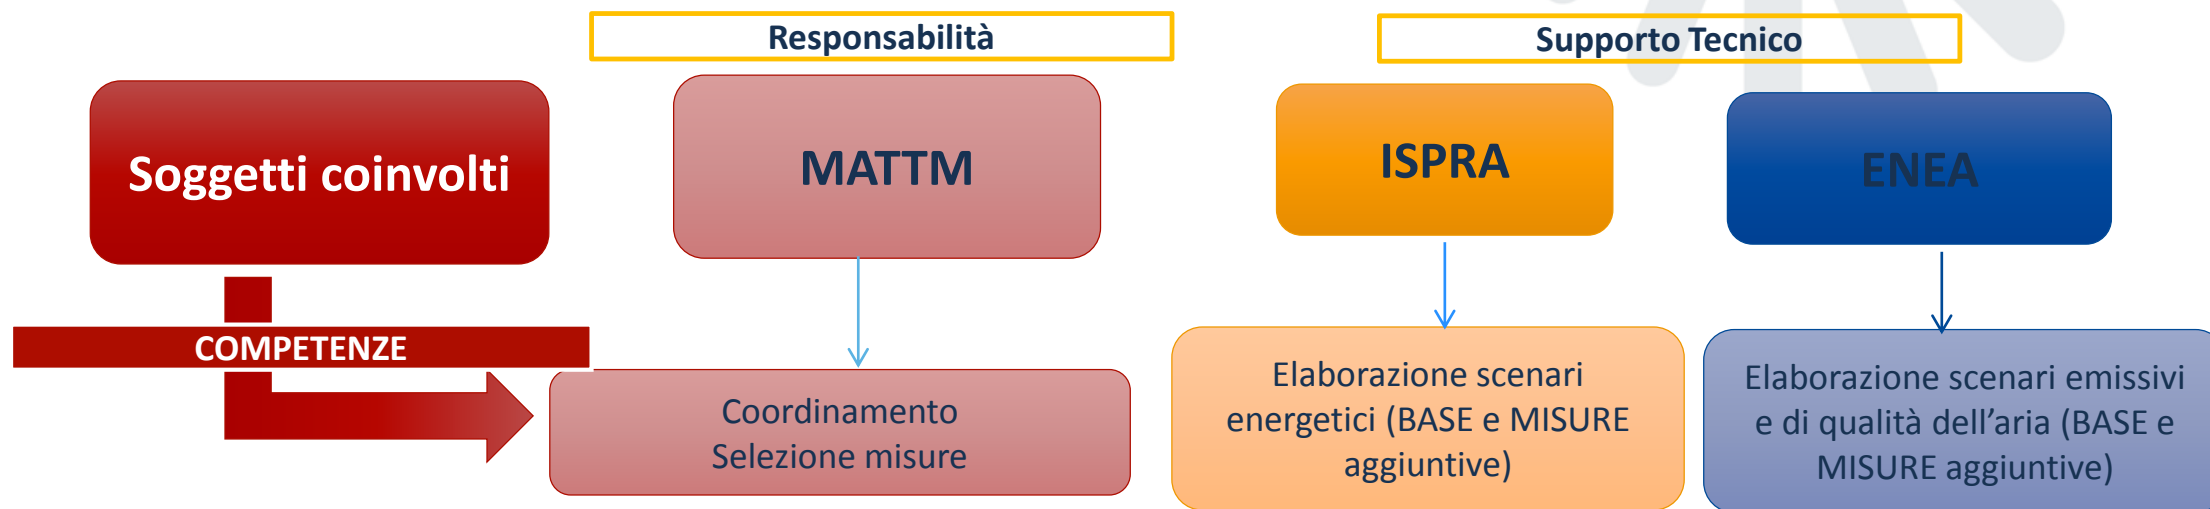 Responsabilità
Supporto Tecnico
Soggetti coinvolti
MATTM
ISPRA
ENEA
COMPETENZE
Coordinamento
Selezione misure
Elaborazione scenari
energetici (BASE e MISURE
aggiuntive)
Elaborazione scenari emissivi
e di qualità dell’aria (BASE e
MISURE aggiuntive)